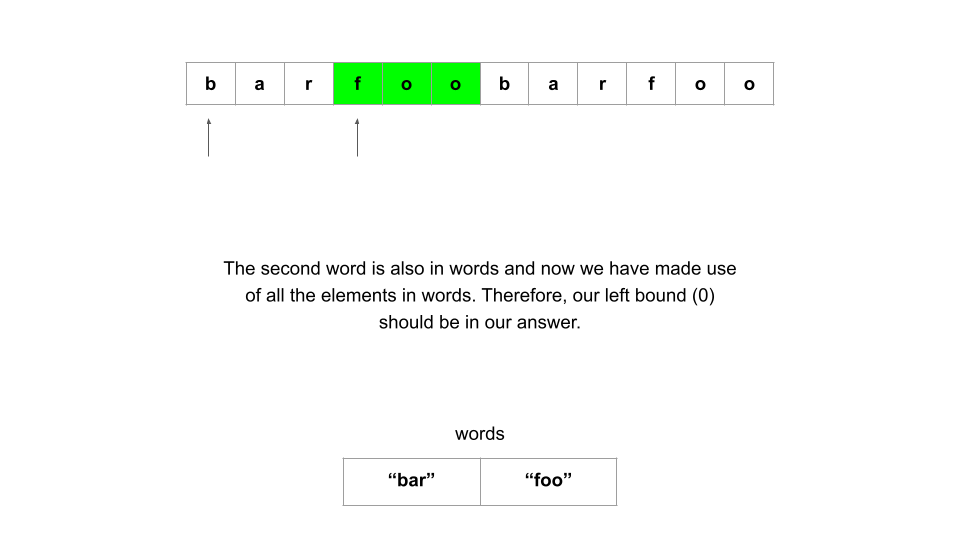 b a r f o o b a r f o o
The second word is also in words and now we have made use
of all the elements in words. Therefore, our left bound (0)
should be in our answer.
words
“bar” “foo”